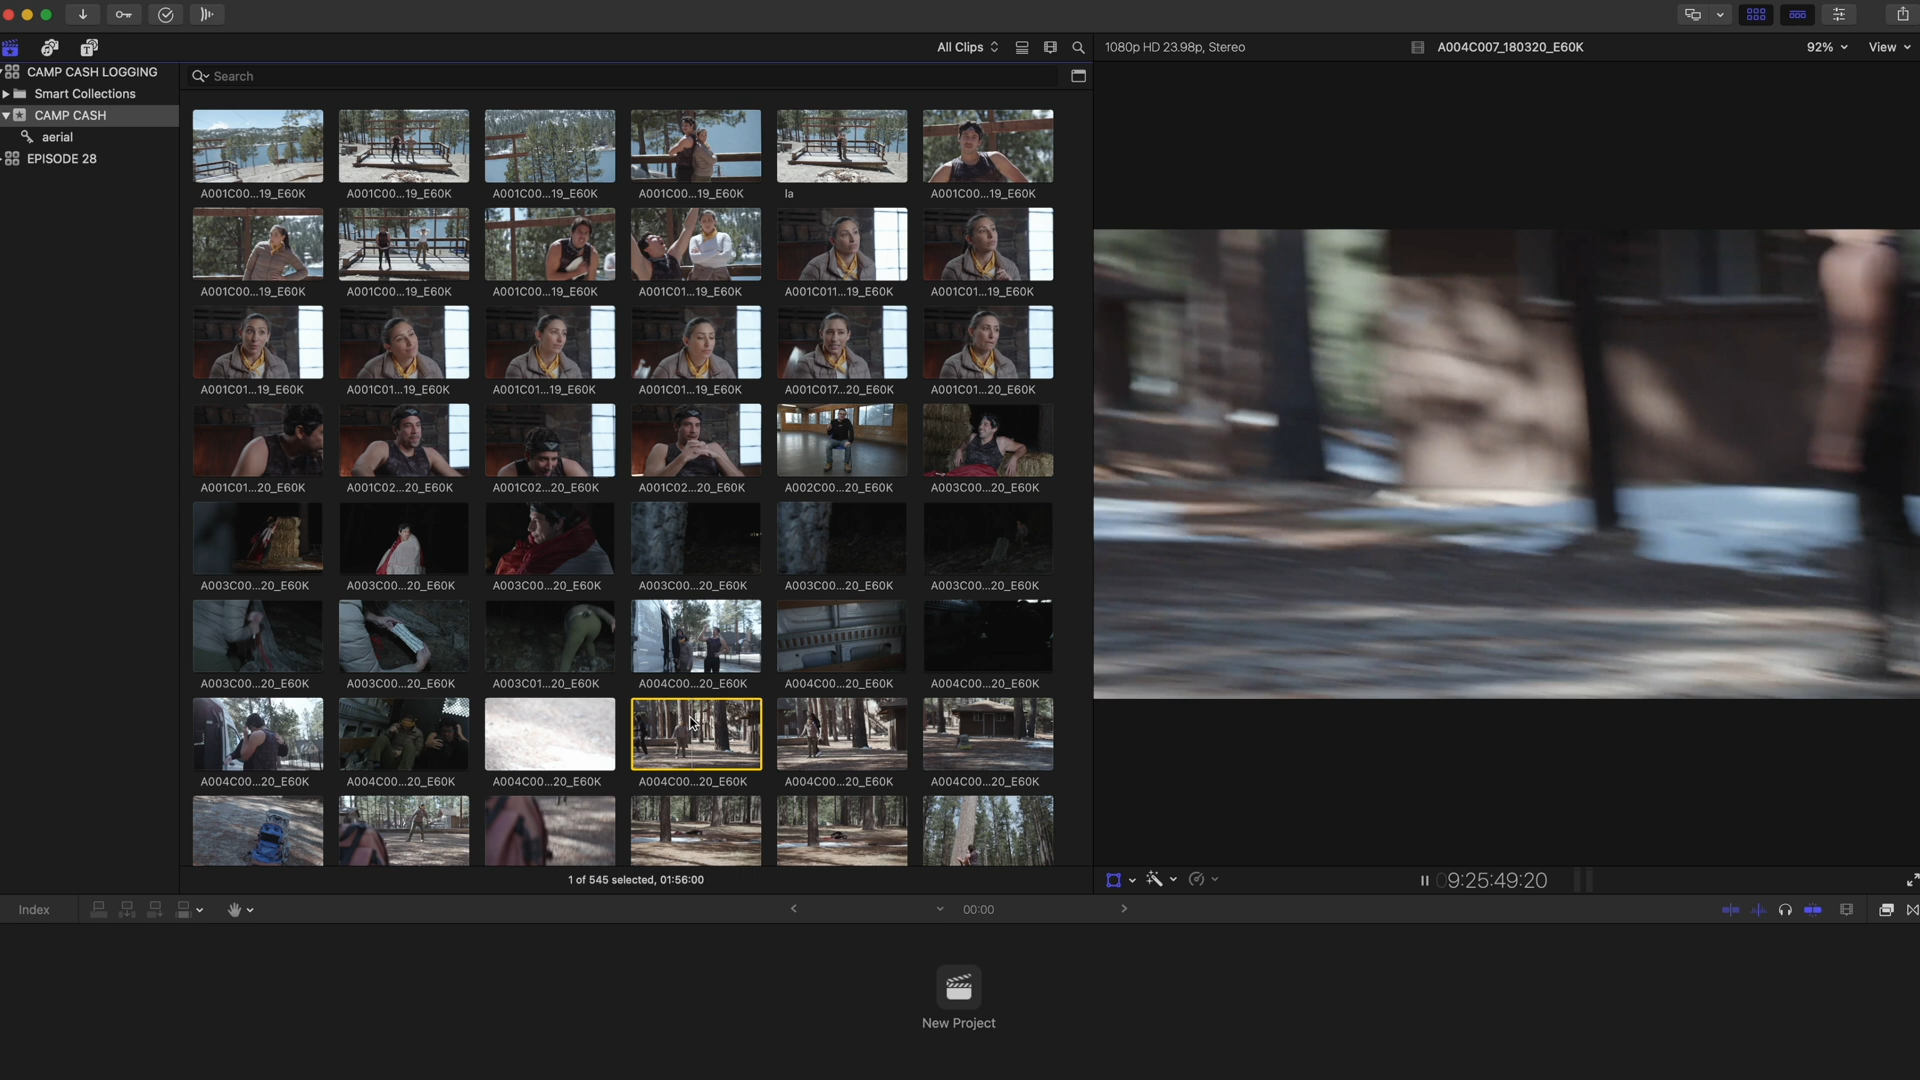 All Clips
1080p HD 23.98p, Stereo
A004C007_180320_E60K
92%
View
CAMP CASH LOGGING
Search
Smart Collections
CAMP CASH
aerial
EPISODE 28
A001C00...19_E60K
A001C00...19_E60K
A001C00...19_E60K
A001C00...19_E60K
la
A001C00...19_E60K
A001C00...19_E60K
A001C00...19_E60K
A001C00...19_E60K
A001C01...19_E60K
A001C011...19_E60K
A001C01...19_E60K
A001C01...19_E60K
A001C01...19_E60K
A001C01...19_E60K
A001C01...19_E60K
A001C017...20_E60K
A001C01...20_E60K
A001C01...20_E60K
A001C02...20_E60K
A001C02...20_E60K
A001C02...20_E60K
A002C00...20_E60K
A003C00...20_E60K
A003C00...20_E60K
A003C00...20_E60K
A003C00...20_E60K
A003C00...20_E60K
A003C00...20_E60K
A003C00...20_E60K
A003C00...20_E60K
A003C00...20_E60K
A003C01...20_E60K
A004C00...20_E60K
A004C00...20_E60K
A004C00...20_E60K
A004C00...20_E60K
A004C00...20_E60K
A004C00...20_E60K
A004C00...20_E60K
A004C00...20_E60K
A004C00...20_E60K
1 of 545 selected, 01:56:00
09:25:49:20
Index
00:00
New Project